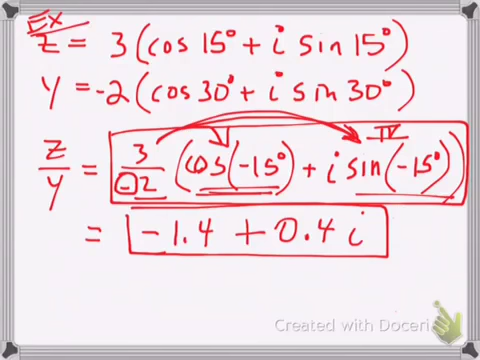 EX
Z = 3 (cos 15° + i sin 15°)
Y = -2 (cos 30° + i sin 30°)
Z/Y = 3/-2 (cos(-15°) + i sin(-15°)) IV
= -1.4 + 0.4 i
Created with Doceri